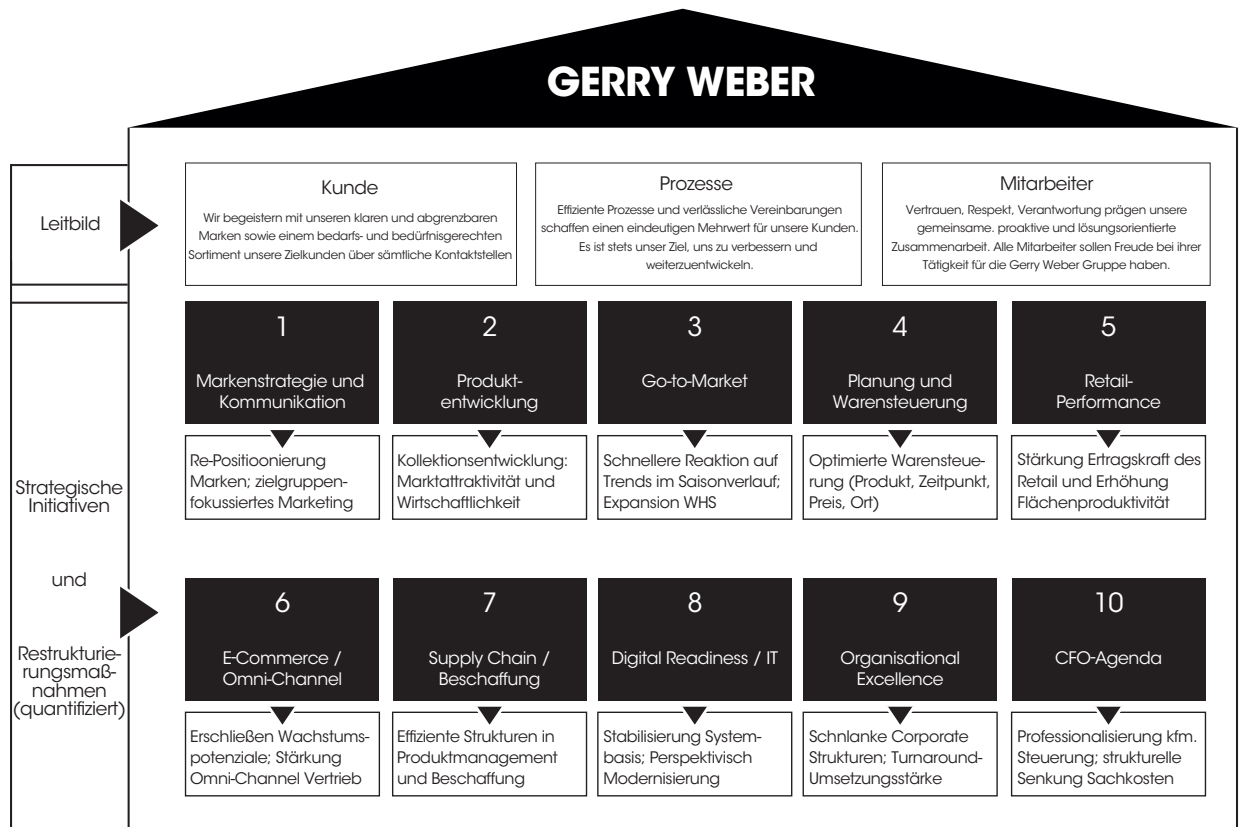 GERRY WEBER
Leitbild
Kunde
Wir begeistern mit unseren klaren und abgrenzbaren
Marken sowie einem bedarfs- und bedürfnisgerechten
Sortiment unsere Zielkunden über sämtliche Kontaktstellen
Prozesse
Effiziente Prozesse und verlässliche Vereinbarungen
schaffen einen eindeutigen Mehrwert für unsere Kunden.
Es ist stets unser Ziel, uns zu verbessern und
weiterzuentwickeln.
Mitarbeiter
Vertrauen, Respekt, Verantwortung prägen unsere
gemeinsame. proaktive und lösungsorientierte
Zusammenarbeit. Alle Mitarbeiter sollen Freude bei ihrer
Tätigkeit für die Gerry Weber Gruppe haben.
Strategische
Initiativen
und
Restrukturie-
rungsmaß-
nahmen
(quantifiziert)
1
Markenstrategie und
Kommunikation
Re-Positioonierung
Marken; zielgruppen-
fokussiertes Marketing
2
Produkt-
entwicklung
Kollektionsentwicklung:
Marktattraktivität und
Wirtschaftlichkeit
3
Go-to-Market
Schnellere Reaktion auf
Trends im Saisonverlauf;
Expansion WHS
4
Planung und
Warensteuerung
Optimierte Warensteue-
rung (Produkt, Zeitpunkt,
Preis, Ort)
5
Retail-
Performance
Stärkung Ertragskraft des
Retail und Erhöhung
Flächenproduktivität
6
E-Commerce /
Omni-Channel
Erschließen Wachstums-
potenziale; Stärkung
Omni-Channel Vertrieb
7
Supply Chain /
Beschaffung
Effiziente Strukturen in
Produktmanagement
und Beschaffung
8
Digital Readiness / IT
Stabilisierung System-
basis; Perspektivisch
Modernisierung
9
Organisational
Excellence
Schnlanke Corporate
Strukturen; Turnaround-
Umsetzungsstärke
10
CFO-Agenda
Professionalisierung kfm.
Steuerung; strukturelle
Senkung Sachkosten